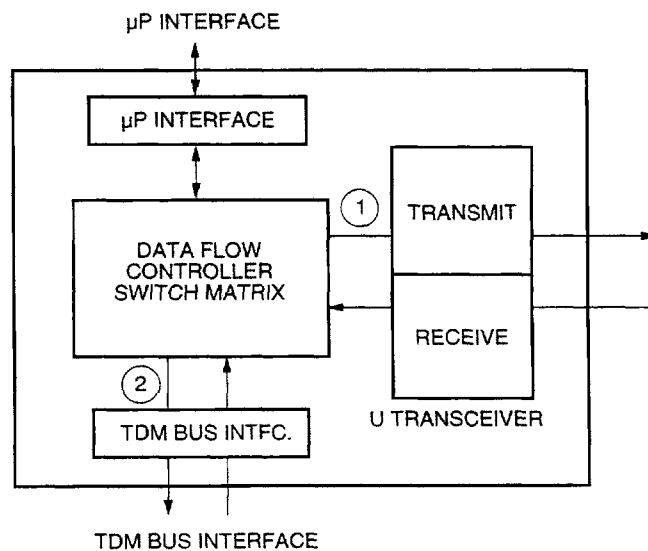 µP INTERFACE
µP INTERFACE
1
TRANSMIT
DATA FLOW
CONTROLLER
SWITCH MATRIX
RECEIVE
2
U TRANSCEIVER
TDM BUS INTFC.
TDM BUS INTERFACE